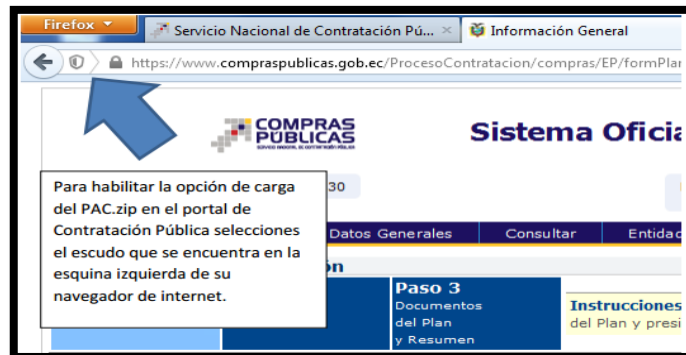 Firefox
Servicio Nacional de Contratación Pú...
Información General
https://www.compraspublicas.gob.ec/ProcesoContratacion/compras/EP/formPlan
COMPRAS
PÚBLICAS
Sistema Oficia
30
Para habilitar la opción de carga
del PAC.zip en el portal de
Contratación Pública selecciones
el escudo que se encuentra en la
esquina izquierda de su
navegador de internet.
Datos Generales
Consultar
Entidad
ón
Paso 3
Documentos
del Plan
y Resumen
Instrucciones
del Plan y presi